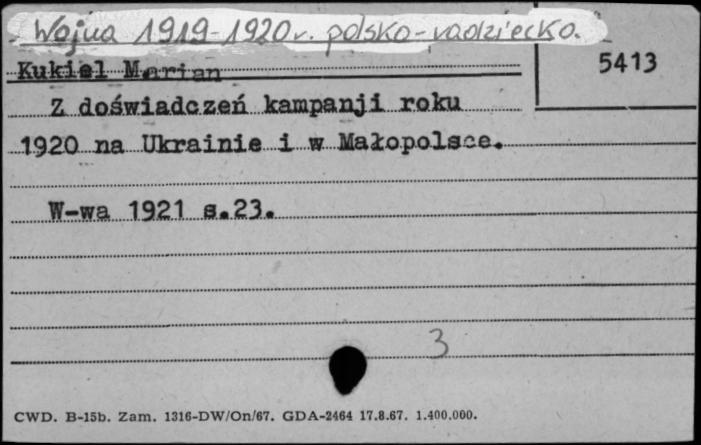 Wojna 1919-1920 r. polsko-radziecka.
5413
Kukiel Marian
Z doświadczeń kampanji roku
1920 na Ukrainie i w Małopolsce.
W-wa 1921 s.23.
3
CWD. B-15b. Zam. 1316-DW/On/67. GDA-2464 17.8.67. 1.400.000.